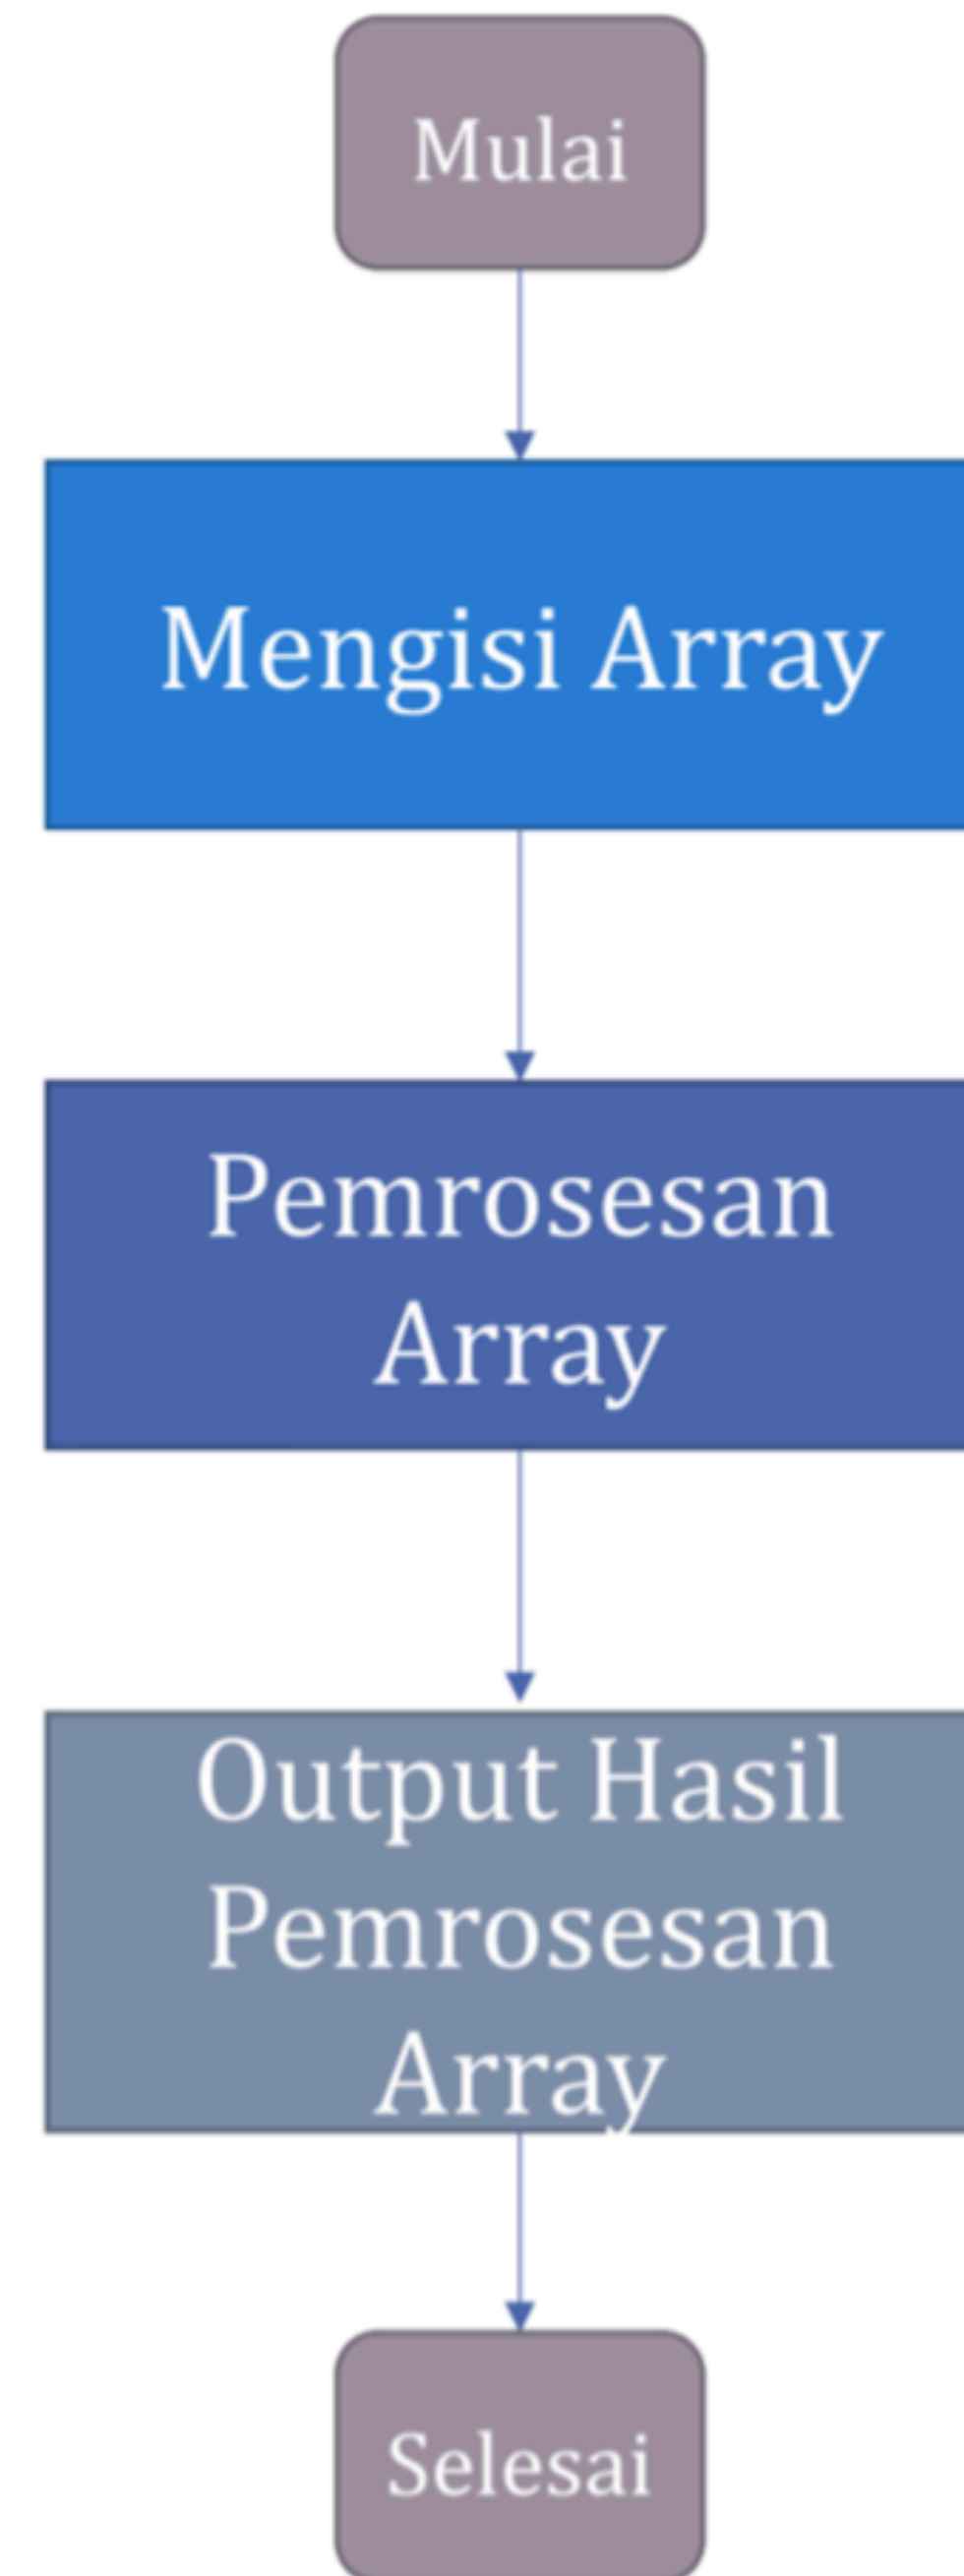 Mulai
Mengisi Array
Pemrosesan
Array
Output Hasil
Pemrosesan
Array
Selesai